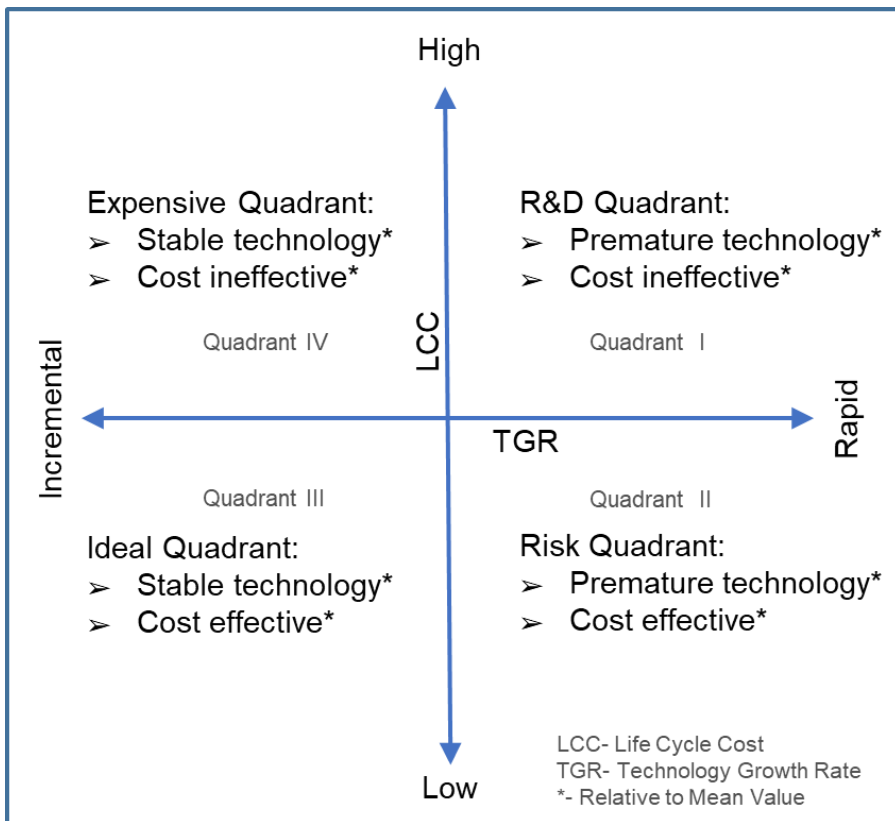 High
Expensive Quadrant:
➢ Stable technology*
➢ Cost ineffective*
Quadrant IV
R&D Quadrant:
➢ Premature technology*
➢ Cost ineffective*
Quadrant I
LCC
Incremental
TGR
Rapid
Quadrant III
Ideal Quadrant:
➢ Stable technology*
➢ Cost effective*
Quadrant II
Risk Quadrant:
➢ Premature technology*
➢ Cost effective*
Low
LCC- Life Cycle Cost
TGR- Technology Growth Rate
*- Relative to Mean Value